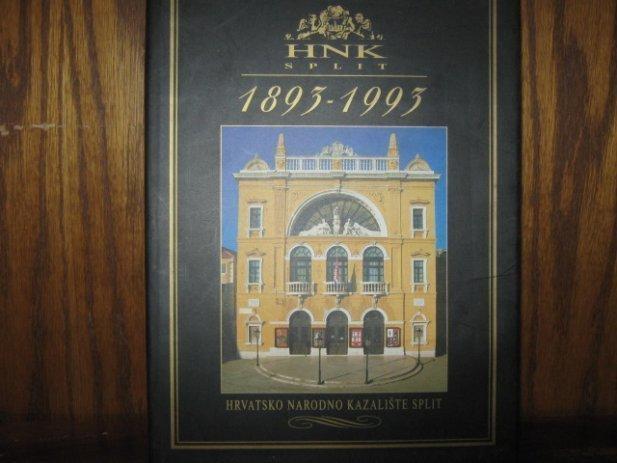 HNK
SPLIT
1893-1993
HRVATSKO NARODNO KAZALIŠTE SPLIT